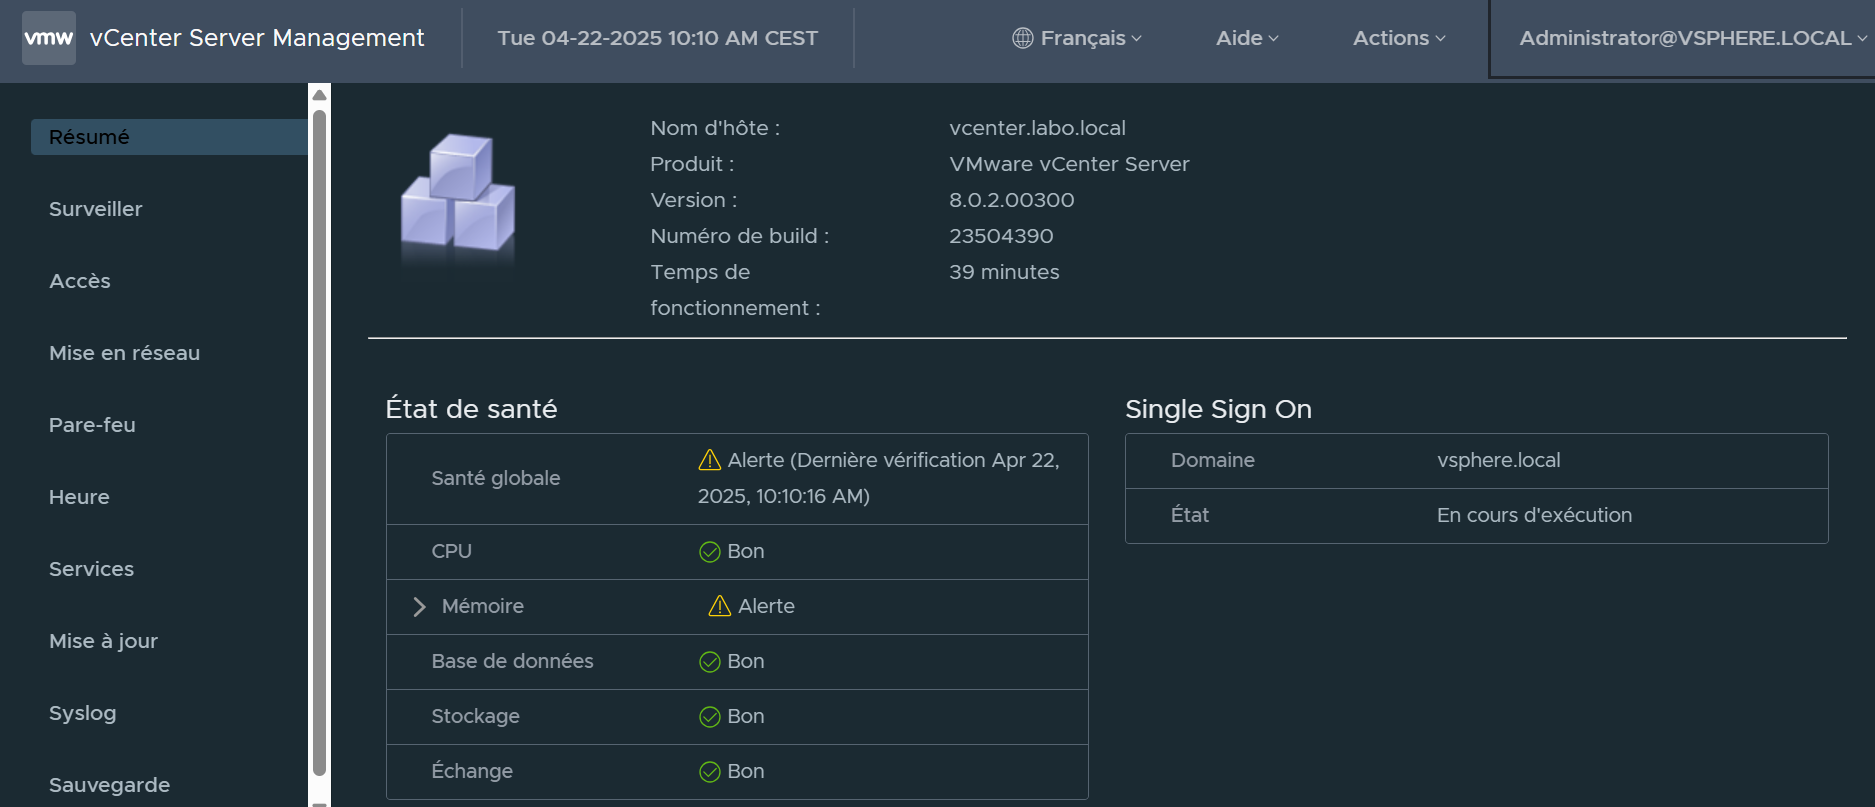 vmw vCenter Server Management Tue 04-22-2025 10:10 AM CEST Français Aide Actions Administrator@VSPHERE.LOCAL
Résumé
Surveiller
Accès
Mise en réseau
Pare-feu
Heure
Services
Mise à jour
Syslog
Sauvegarde
Nom d'hôte : vcenter.labo.local
Produit : VMware vCenter Server
Version : 8.0.2.00300
Numéro de build : 23504390
Temps de 39 minutes
fonctionnement :
État de santé
Santé globale Alerte (Dernière vérification Apr 22,
2025, 10:10:16 AM)
CPU Bon
Mémoire Alerte
Base de données Bon
Stockage Bon
Échange Bon
Single Sign On
Domaine vsphere.local
État En cours d'exécution